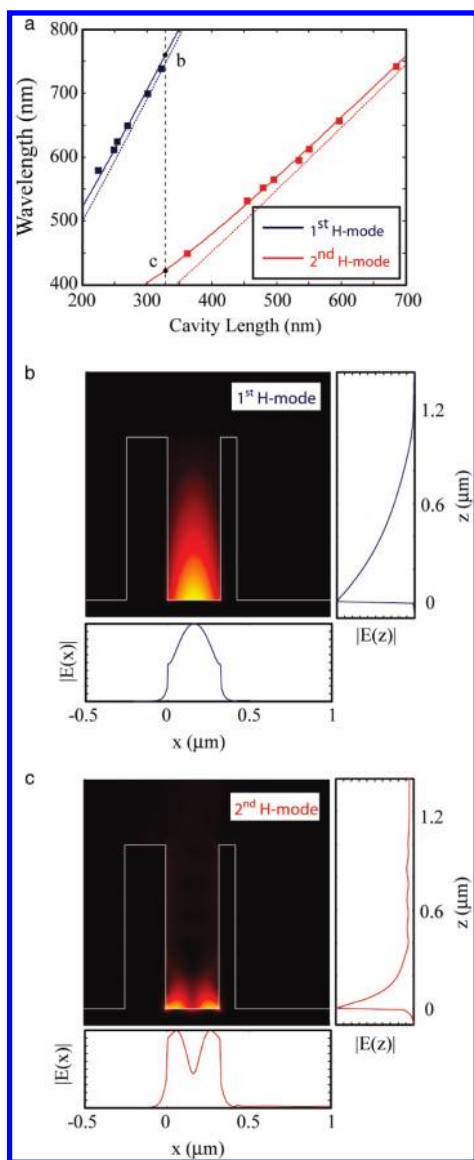 a
800
700
600
500
400
Wavelength (nm)
b
c
1st H-mode
2nd H-mode
200 300 400 500 600 700
Cavity Length (nm)
b
1st H-mode
1.2
0.6
0
z (μm)
|E(z)|
|E(x)|
-0.5 0 0.5 1
x (μm)
c
2nd H-mode
1.2
0.6
0
z (μm)
|E(z)|
|E(x)|
-0.5 0 0.5 1
x (μm)